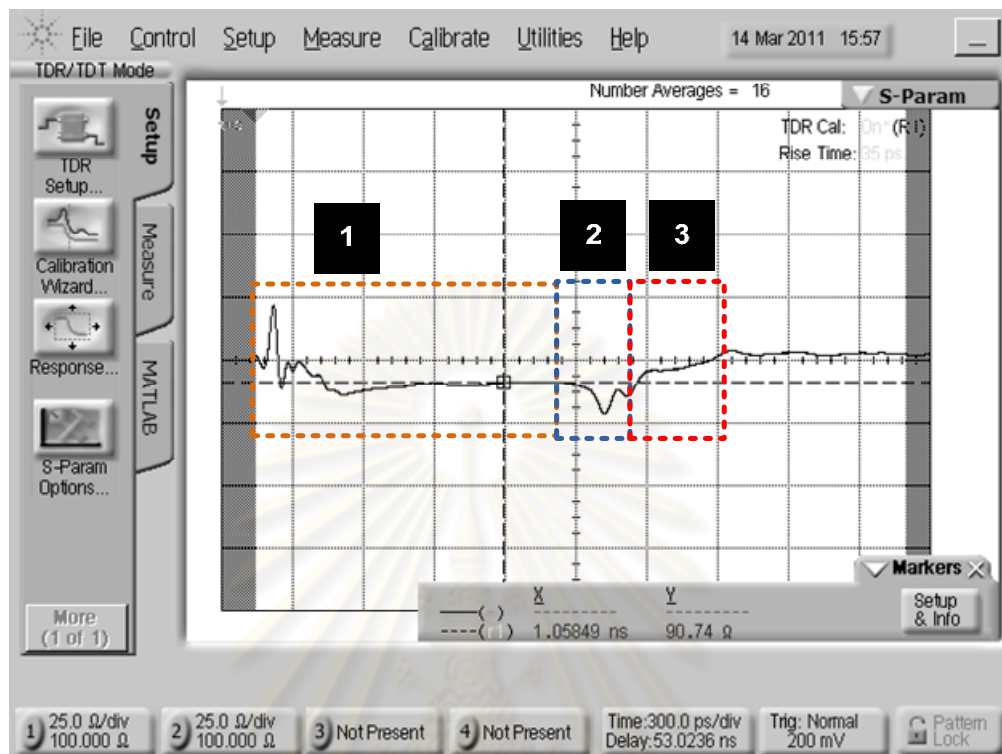 File Control Setup Measure Calibrate Utilities Help 14 Mar 2011 15:57
TDR/TDT Mode
Number Averages = 16
S-Param
TDR Cal: On* (R1)
Rise Time: 35 ps
Setup
Measure
MATLAB
TDR
Setup...
Calibration
Wizard...
Response...
S-Param
Options...
More
(1 of 1)
1
2
3
Markers
X Y
(-) --------- ---------
----(r1) 1.05849 ns 90.74 Ω
Setup
& Info
1 25.0 Ω/div
100.000 Ω
2 25.0 Ω/div
100.000 Ω
3 Not Present
4 Not Present
Time:300.0 ps/div
Delay:53.0236 ns
Trig: Normal
200 mV
Pattern
Lock